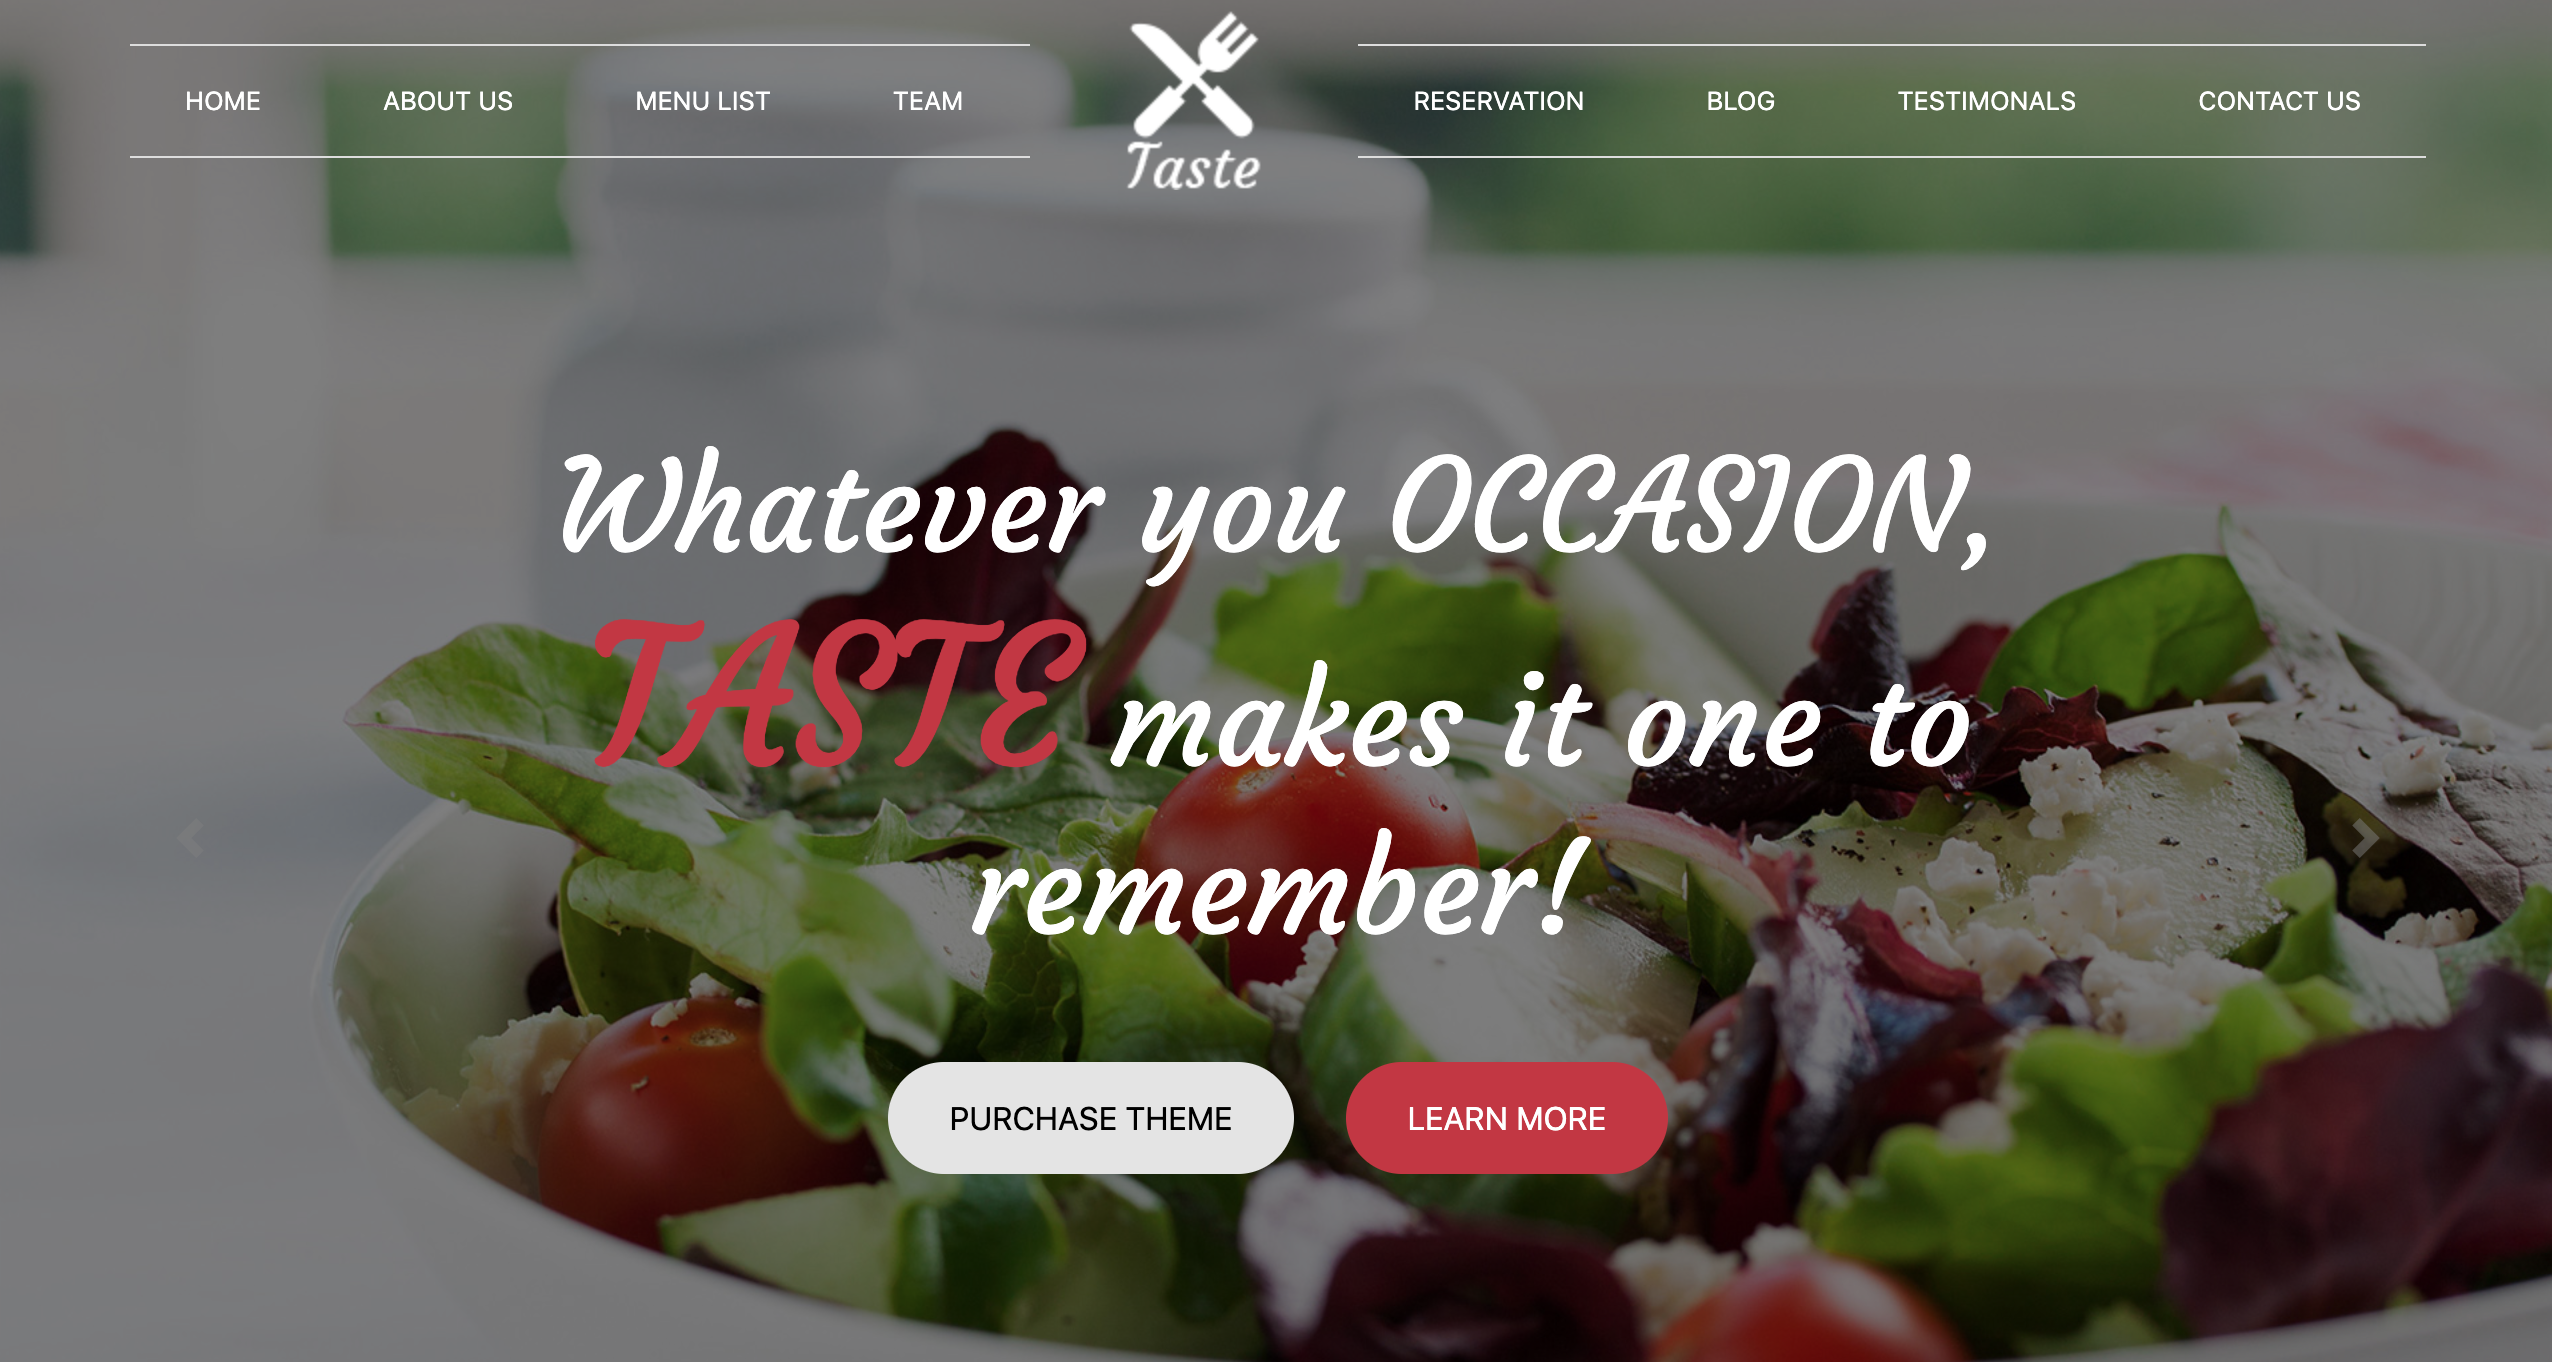 HOME ABOUT US MENU LIST TEAM
Taste
RESERVATION BLOG TESTIMONALS CONTACT US
Whatever you OCCASION,
TASTE makes it one to
remember!
PURCHASE THEME LEARN MORE